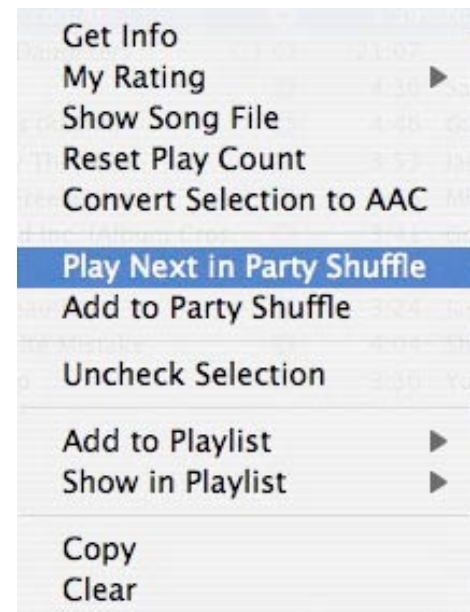 Get Info
My Rating
Show Song File
Reset Play Count
Convert Selection to AAC
Play Next in Party Shuffle
Add to Party Shuffle
Uncheck Selection
Add to Playlist
Show in Playlist
Copy
Clear